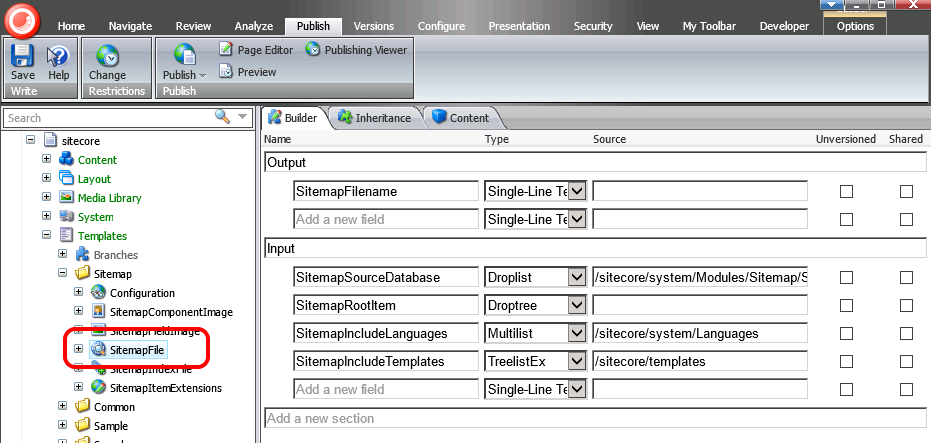 Home Navigate Review Analyze Publish Versions Configure Presentation Security View My Toolbar Developer Options
Save Help Change Publish Page Editor Publishing Viewer
Preview
Write Restrictions Publish
Search
sitecore
Content
Layout
Media Library
System
Templates
Branches
Sitemap
Configuration
SitemapComponentImage
SitemapFieldImage
SitemapFile
SitemapIndexFile
SitemapItemExtensions
Common
Sample
Builder Inheritance Content
Name Type Source Unversioned Shared
Output
SitemapFilename Single-Line Te
Add a new field Single-Line Te
Input
SitemapSourceDatabase Droplist /sitecore/system/Modules/Sitemap/S
SitemapRootItem Droptree
SitemapIncludeLanguages Multilist /sitecore/system/Languages
SitemapIncludeTemplates TreelistEx /sitecore/templates
Add a new field Single-Line Te
Add a new section